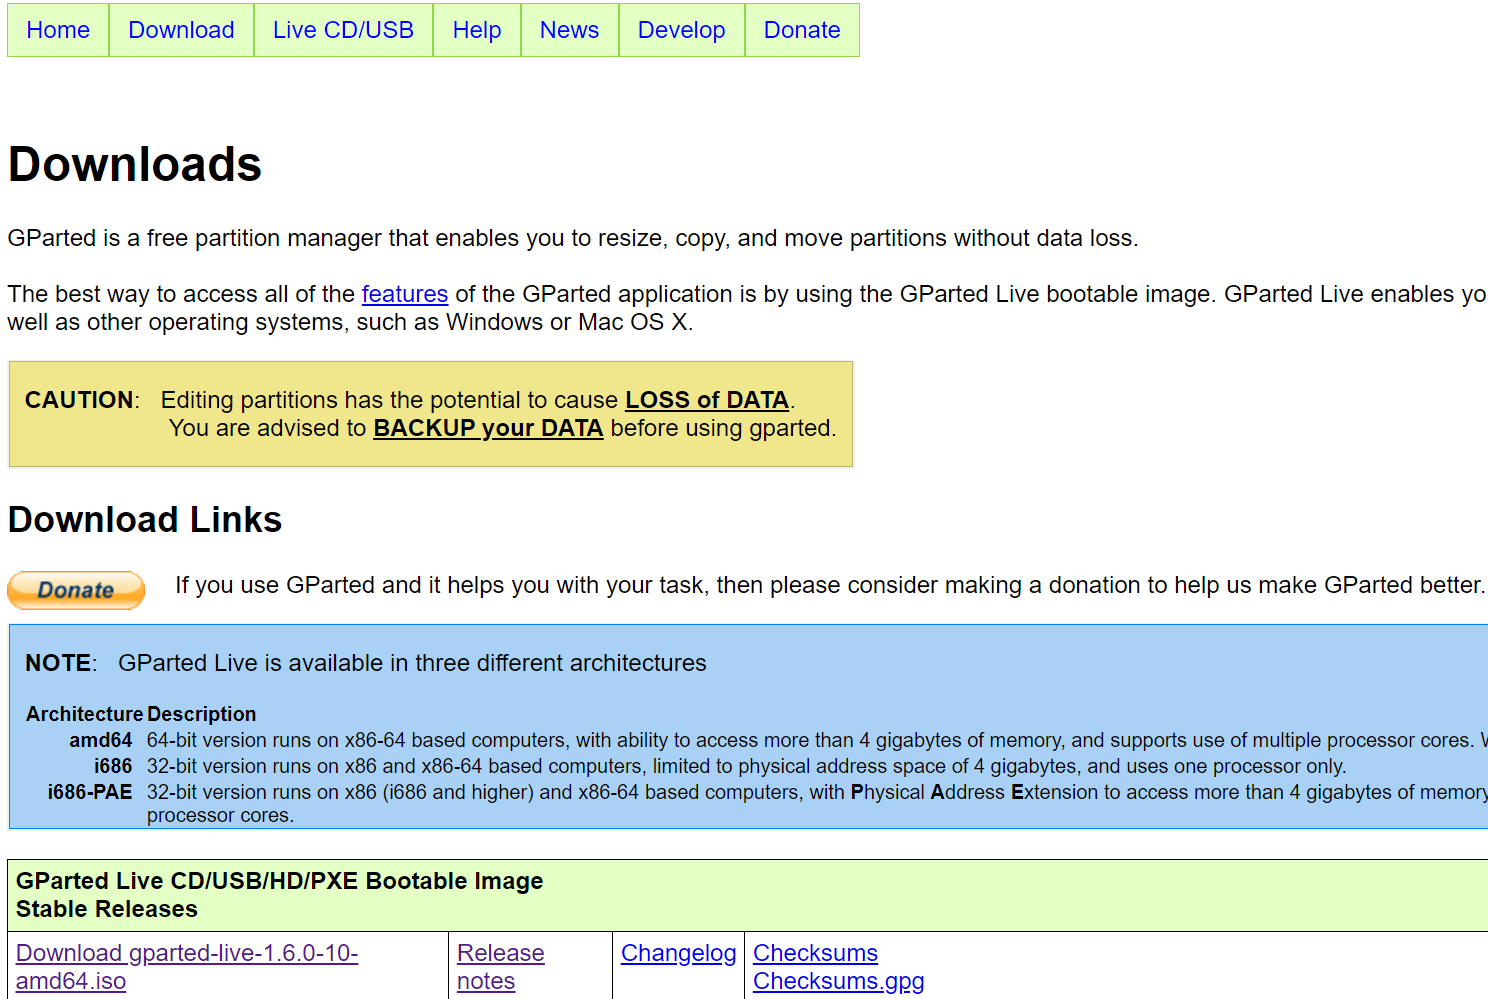 Home Download Live CD/USB Help News Develop Donate
Downloads
GParted is a free partition manager that enables you to resize, copy, and move partitions without data loss.
The best way to access all of the features of the GParted application is by using the GParted Live bootable image. GParted Live enables yo
well as other operating systems, such as Windows or Mac OS X.
CAUTION: Editing partitions has the potential to cause LOSS of DATA.
You are advised to BACKUP your DATA before using gparted.
Download Links
Donate If you use GParted and it helps you with your task, then please consider making a donation to help us make GParted better.
NOTE: GParted Live is available in three different architectures
Architecture Description
amd64 64-bit version runs on x86-64 based computers, with ability to access more than 4 gigabytes of memory, and supports use of multiple processor cores.
i686 32-bit version runs on x86 and x86-64 based computers, limited to physical address space of 4 gigabytes, and uses one processor only.
i686-PAE 32-bit version runs on x86 (i686 and higher) and x86-64 based computers, with Physical Address Extension to access more than 4 gigabytes of memory
processor cores.
GParted Live CD/USB/HD/PXE Bootable Image
Stable Releases
Download gparted-live-1.6.0-10- Release Changelog Checksums
amd64.iso notes Checksums.gpg